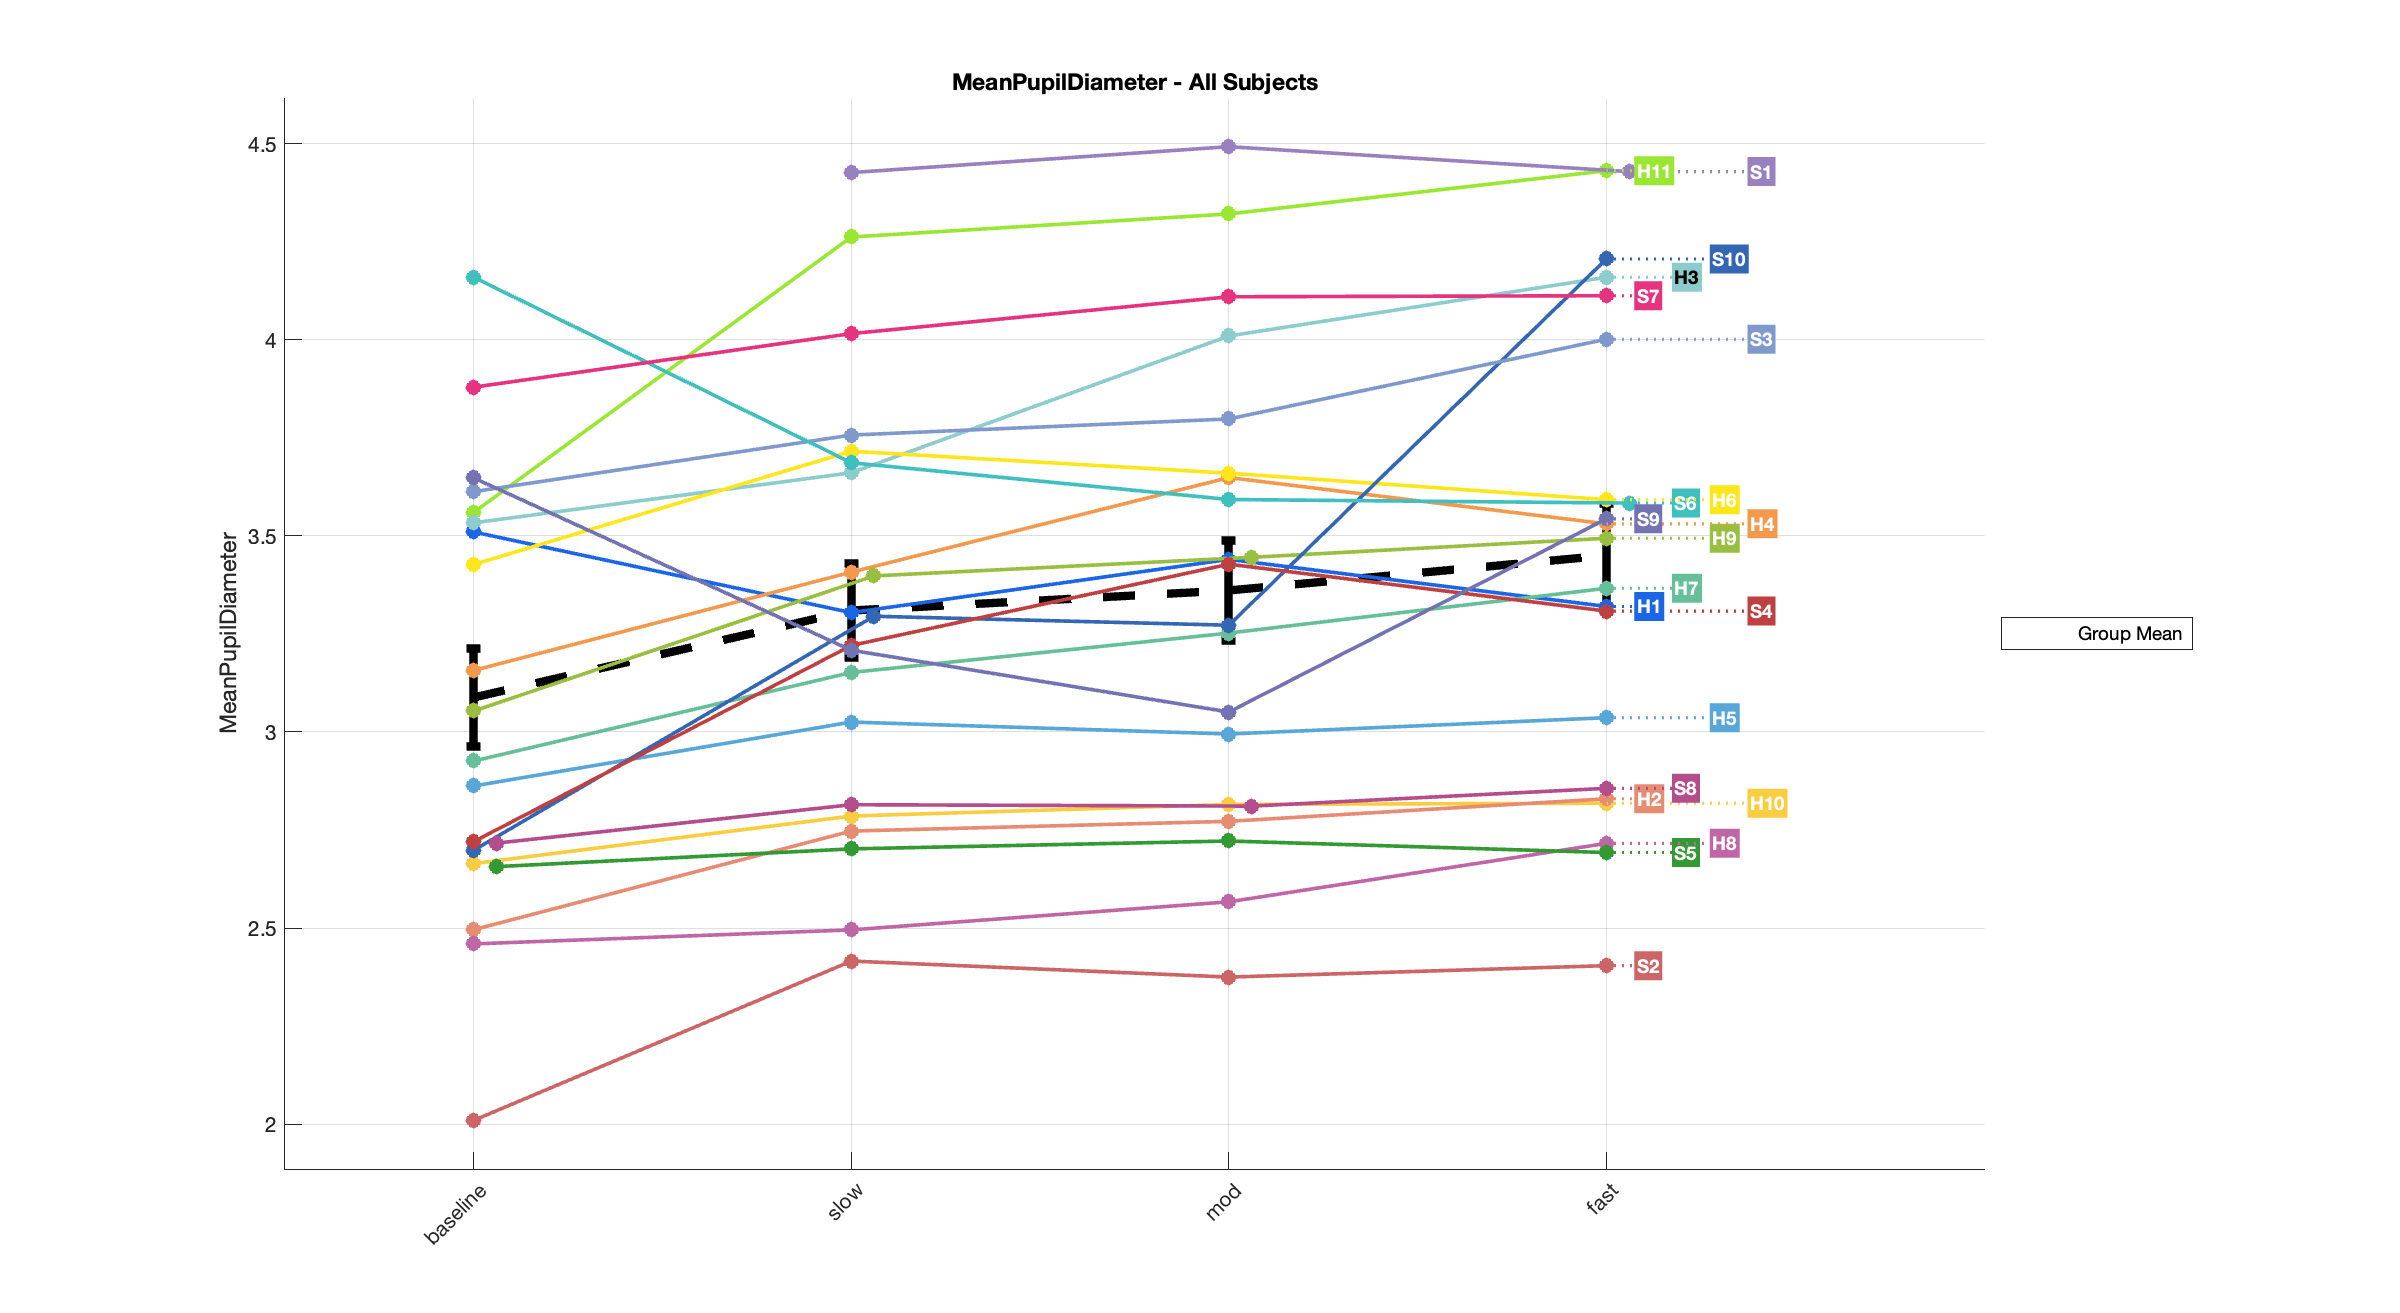 MeanPupilDiameter - All Subjects
MeanPupilDiameter
4.5
4
3.5
3
2.5
2
baseline
slow
mod
fast
H11
S1
S10
H3
S7
S3
H6
S6
S9
H4
H9
H7
H1
S4
H5
S8
H2
H10
H8
S5
S2
Group Mean